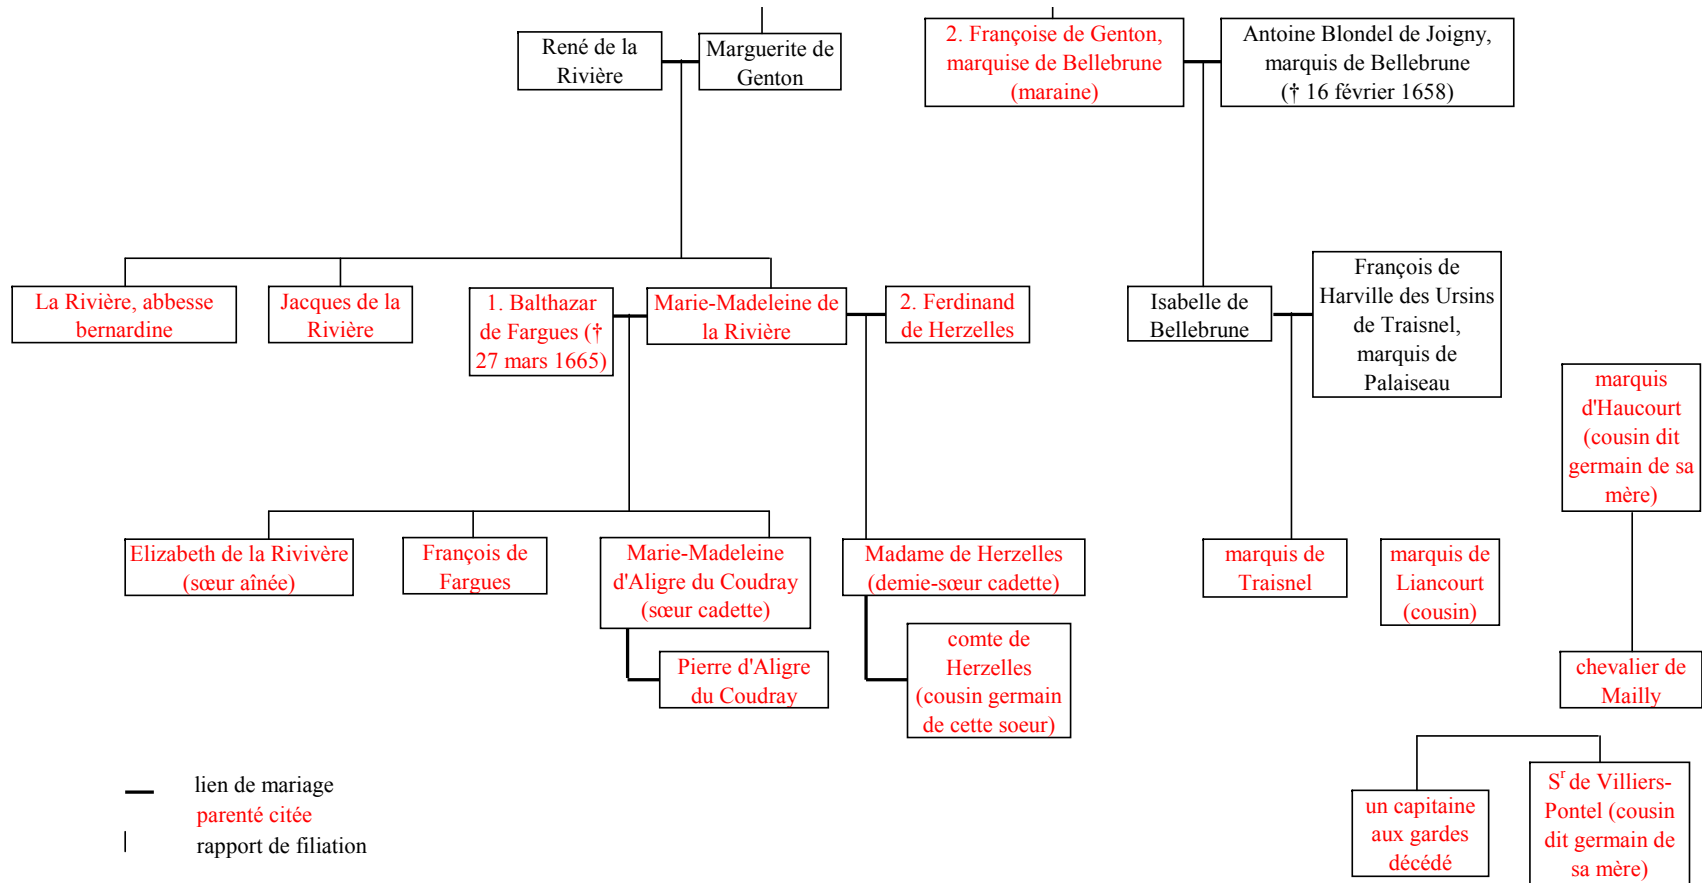 René de la
Rivière
Marguerite de
Genton
2. Françoise de Genton,
marquise de Bellebrune
(maraine)
Antoine Blondel de Joigny,
marquis de Bellebrune
(† 16 février 1658)
La Rivière, abbesse
bernardine
Jacques de la
Rivière
1. Balthazar
de Fargues (†
27 mars 1665)
Marie-Madeleine de
la Rivière
2. Ferdinand
de Herzelles
Isabelle de
Bellebrune
François de
Harville des Ursins
de Traisnel,
marquis de
Palaiseau
marquis
d'Haucourt
(cousin dit
germain de sa
mère)
Elizabeth de la Rivivère
(sœur aînée)
François de
Fargues
Marie-Madeleine
d'Aligre du Coudray
(sœur cadette)
Madame de Herzelles
(demie-sœur cadette)
marquis de
Traisnel
marquis de
Liancourt
(cousin)
Pierre d'Aligre
du Coudray
comte de
Herzelles
(cousin germain
de cette soeur)
chevalier de
Mailly
un capitaine
aux gardes
décédé
Sr de Villiers-
Pontel (cousin
dit germain de
sa mère)
lien de mariage
parenté citée
rapport de filiation